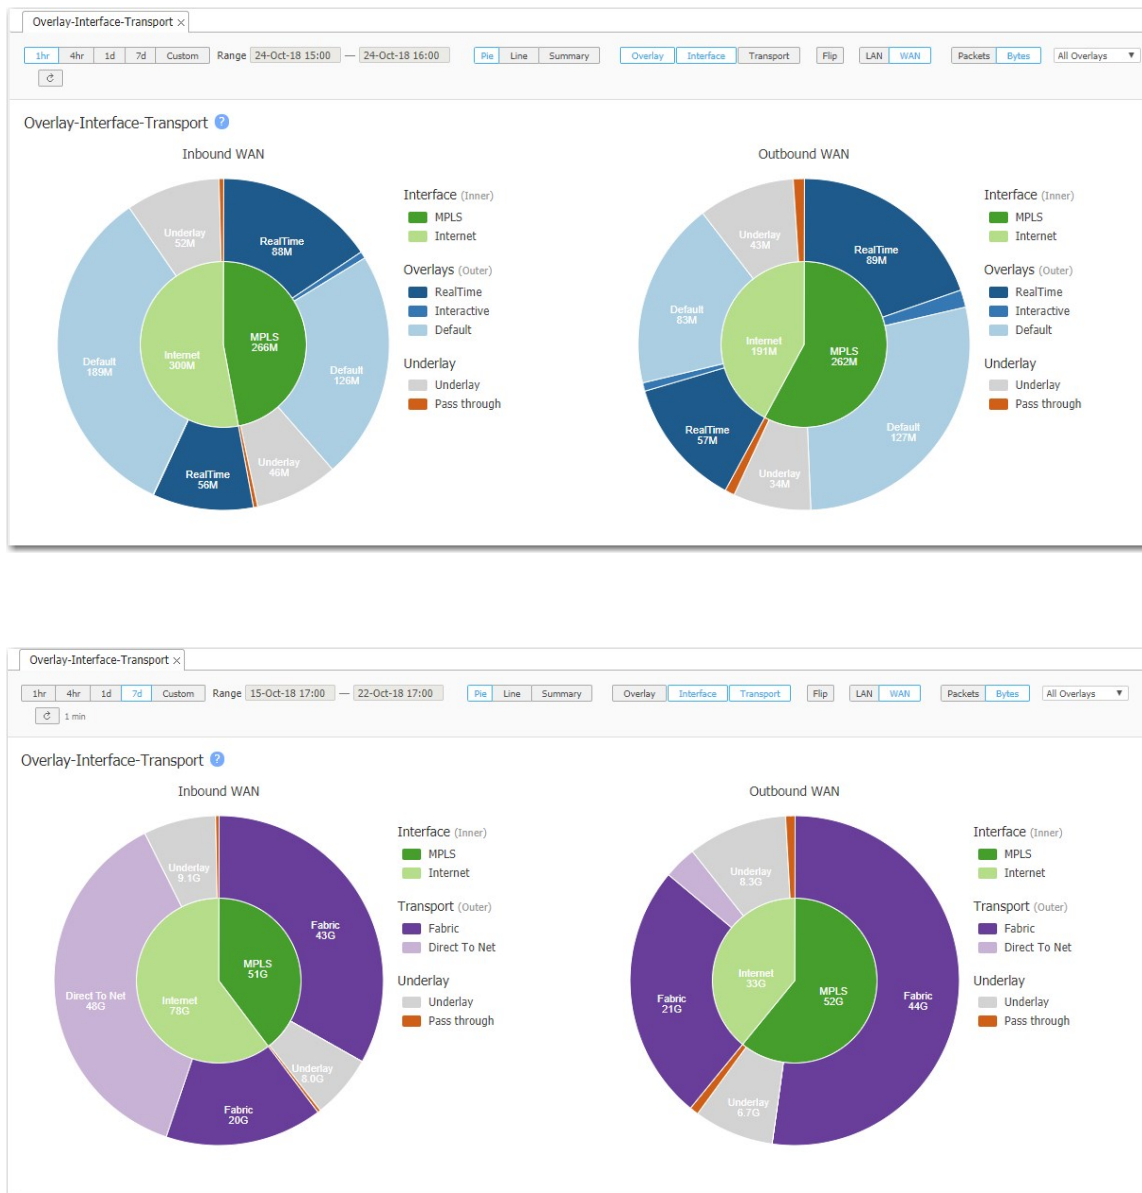 Overlay-Interface-Transport ×
1hr 4hr 1d 7d Custom Range 24-Oct-18 15:00 — 24-Oct-18 16:00 Pie Line Summary Overlay Interface Transport Flip LAN WAN Packets Bytes All Overlays ▼
Overlay-Interface-Transport ?
Inbound WAN
Underlay
52M
RealTime
88M
MPLS
266M
Internet
300M
Default
189M
Default
126M
Underlay
46M
RealTime
56M
Interface (Inner)
MPLS
Internet
Overlays (Outer)
RealTime
Interactive
Default
Underlay
Underlay
Pass through
Outbound WAN
Underlay
43M
RealTime
89M
Default
83M
Internet
191M
MPLS
262M
RealTime
57M
Default
127M
Underlay
34M
Interface (Inner)
MPLS
Internet
Overlays (Outer)
RealTime
Interactive
Default
Underlay
Underlay
Pass through
Overlay-Interface-Transport ×
1hr 4hr 1d 7d Custom Range 15-Oct-18 17:00 — 22-Oct-18 17:00 Pie Line Summary Overlay Interface Transport Flip LAN WAN Packets Bytes All Overlays ▼
1 min
Overlay-Interface-Transport ?
Inbound WAN
Underlay
9.1G
Fabric
43G
MPLS
51G
Direct To Net
48G
Internet
78G
Underlay
8.0G
Fabric
20G
Interface (Inner)
MPLS
Internet
Transport (Outer)
Fabric
Direct To Net
Underlay
Underlay
Pass through
Outbound WAN
Underlay
8.3G
Internet
33G
MPLS
52G
Fabric
21G
Fabric
44G
Underlay
6.7G
Interface (Inner)
MPLS
Internet
Transport (Outer)
Fabric
Direct To Net
Underlay
Underlay
Pass through